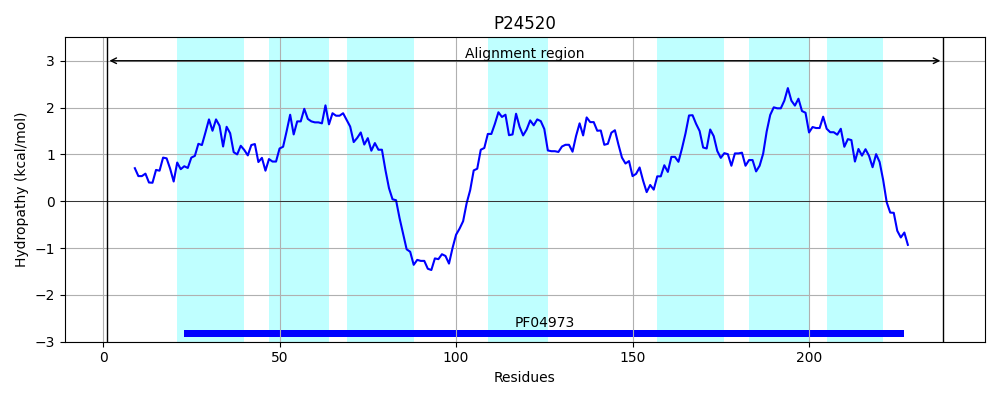 P24520
Alignment region
Hydropathy (kcal/mol)
3
2
1
0
−1
−2
−3
PF04973
0 50 100 150 200
Residues